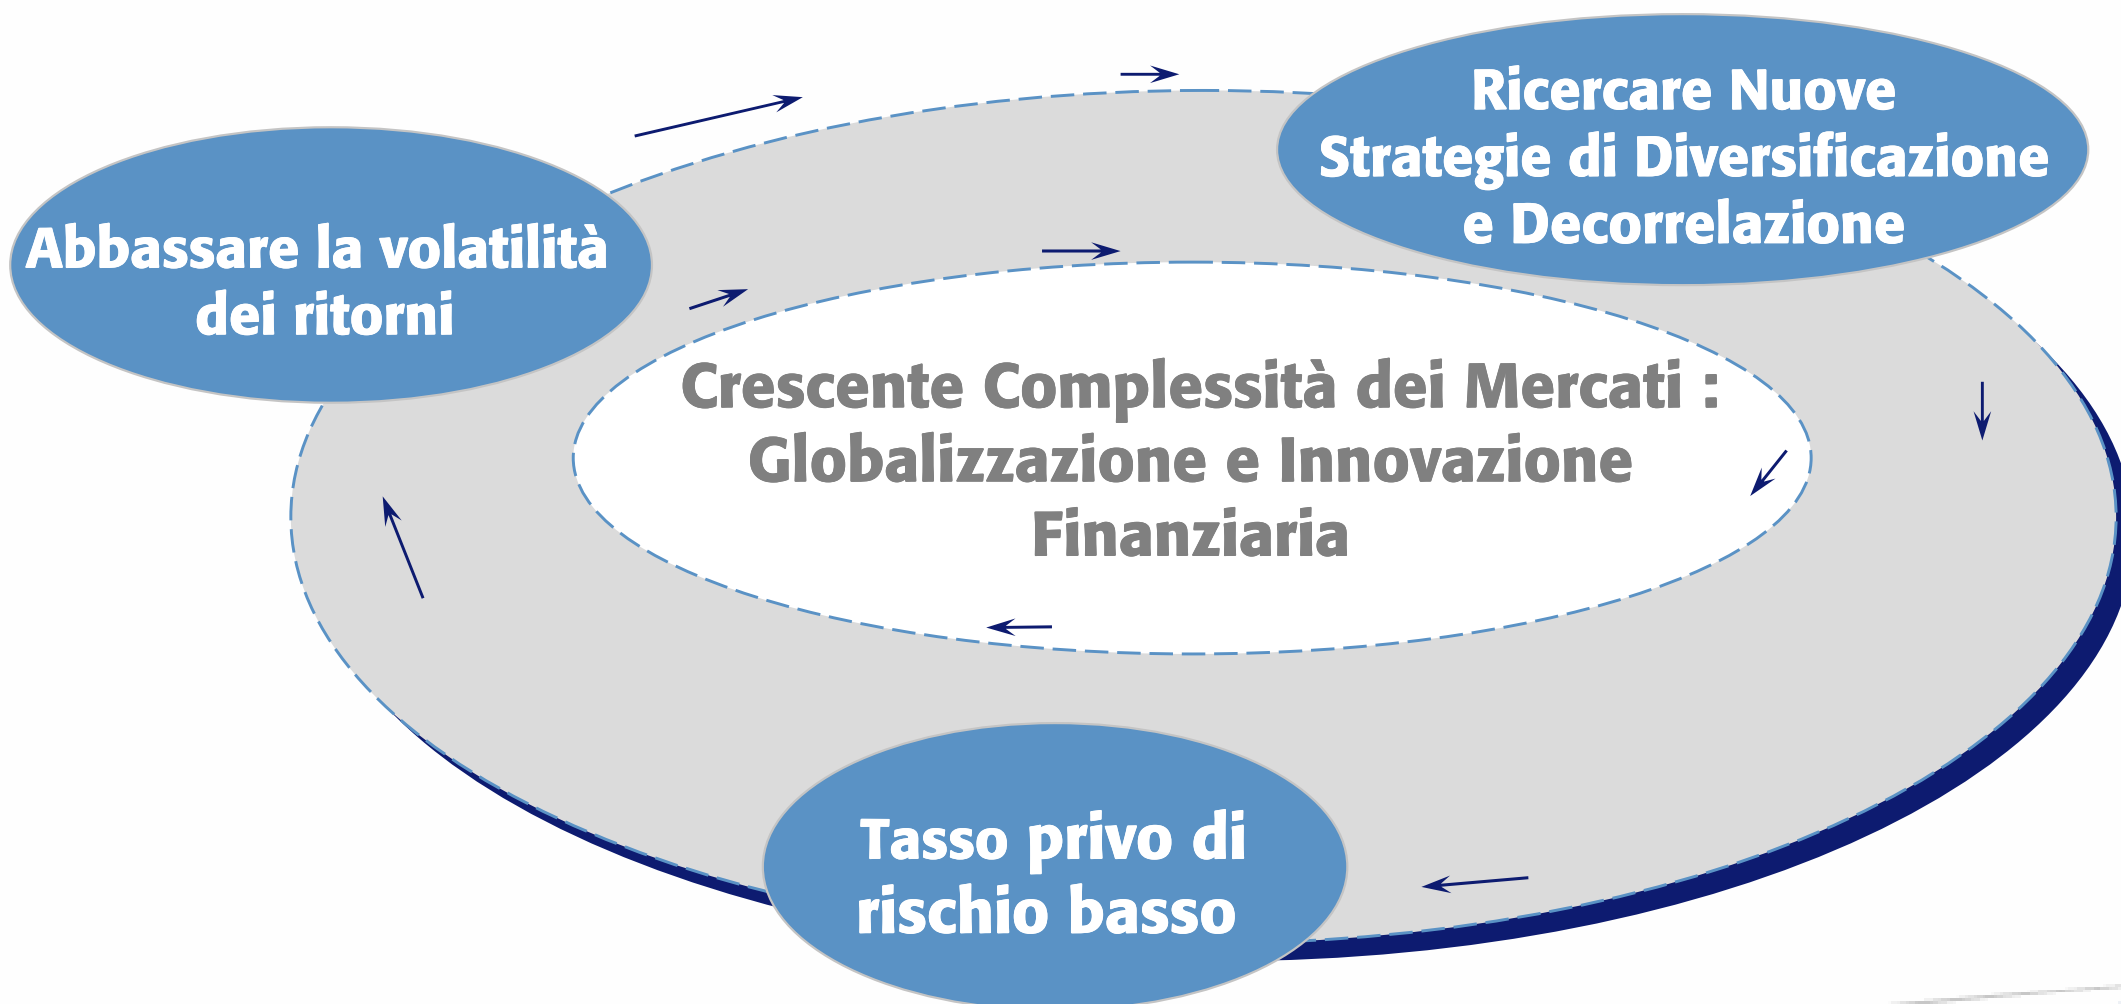 Ricercare Nuove
Strategie di Diversificazione
e Decorrelazione
Abbassare la volatilità
dei ritorni
Crescente Complessità dei Mercati :
Globalizzazione e Innovazione
Finanziaria
Tasso privo di
rischio basso